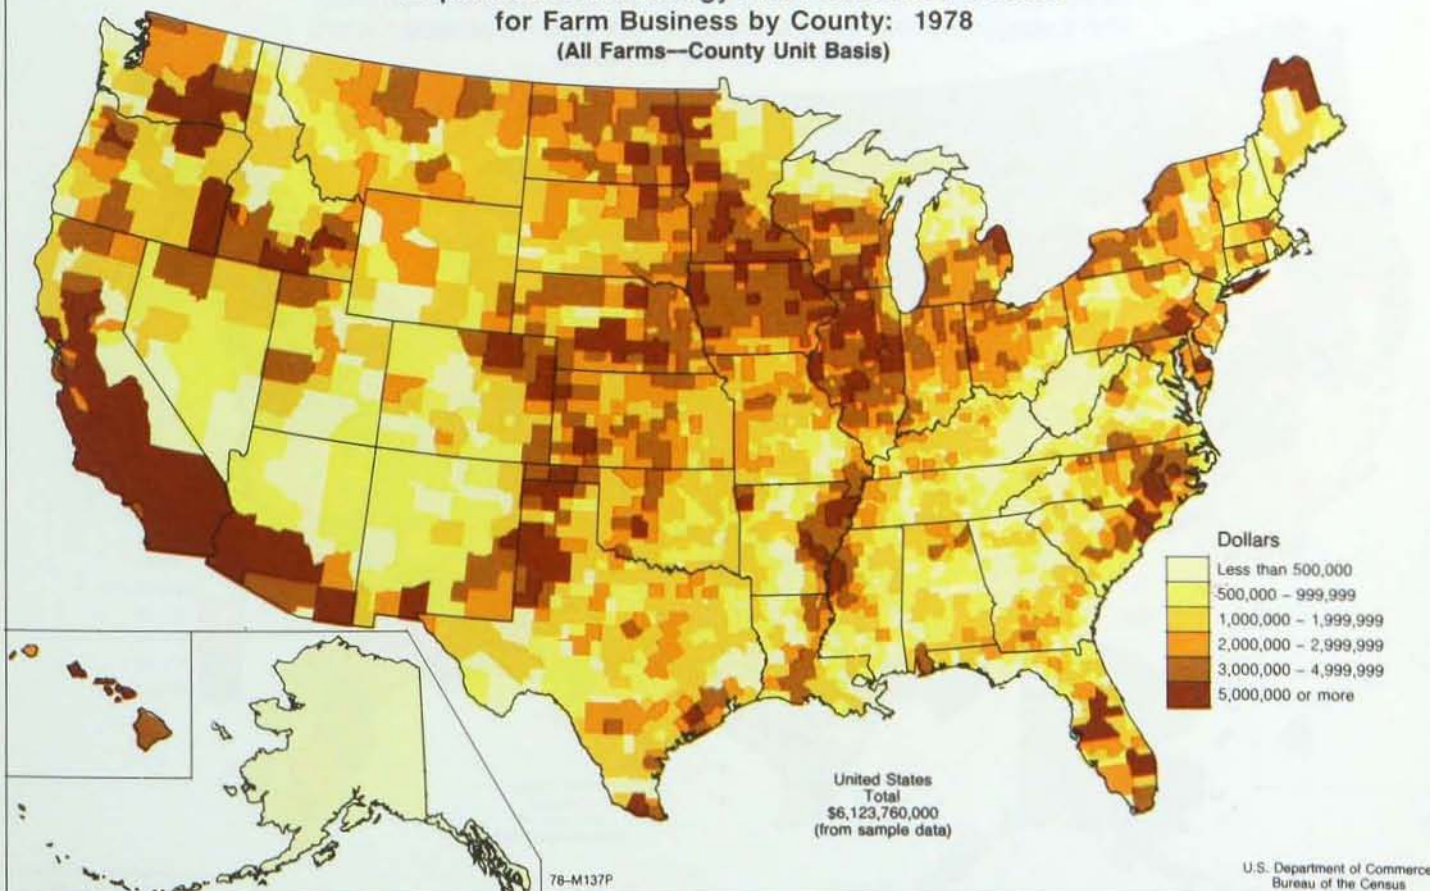 for Farm Business by County: 1978
(All Farms—County Unit Basis)
Dollars
Less than 500,000
500,000 – 999,999
1,000,000 – 1,999,999
2,000,000 – 2,999,999
3,000,000 – 4,999,999
5,000,000 or more
United States
Total
$6,123,760,000
(from sample data)
78-M137P
U.S. Department of Commerce
Bureau of the Census